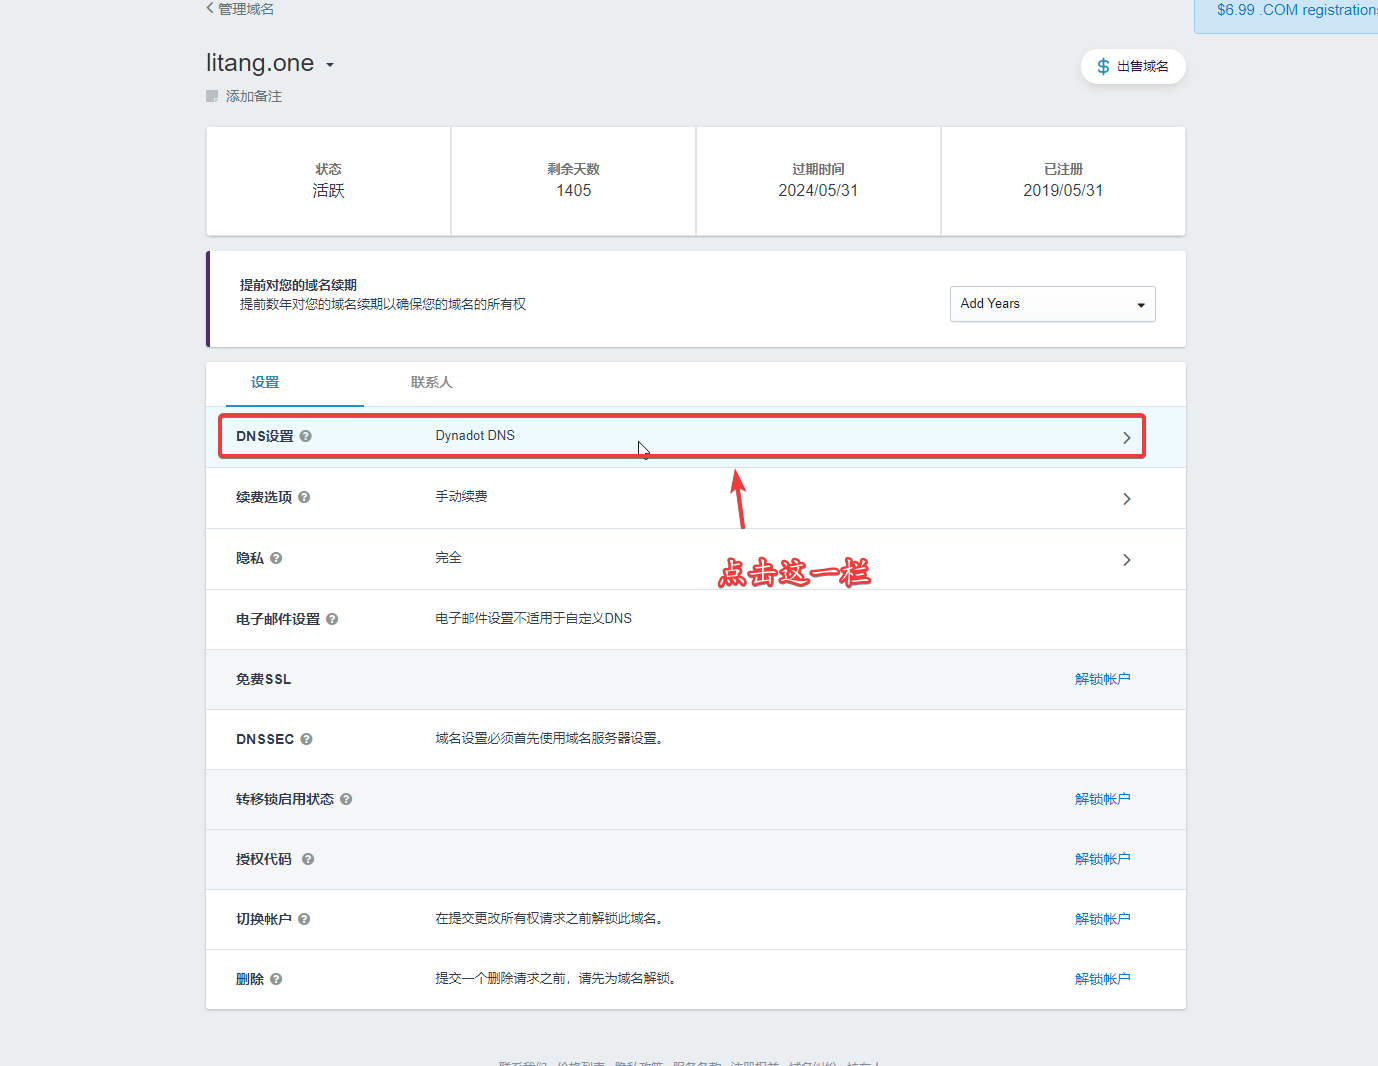 管理域名
$6.99 .COM registrations
litang.one
出售域名
添加备注
状态
活跃
剩余天数
1405
过期时间
2024/05/31
已注册
2019/05/31
提前对您的域名续期
提前数年对您的域名续期以确保您的域名的所有权
Add Years
设置
联系人
DNS设置
Dynadot DNS
续费选项
手动续费
隐私
完全
点击这一栏
电子邮件设置
电子邮件设置不适用于自定义DNS
免费SSL
解锁帐户
DNSSEC
域名设置必须首先使用域名服务器设置。
转移锁启用状态
解锁帐户
授权代码
解锁帐户
切换帐户
在提交更改所有权请求之前解锁此域名。
解锁帐户
删除
提交一个删除请求之前，请先为域名解锁。
解锁帐户